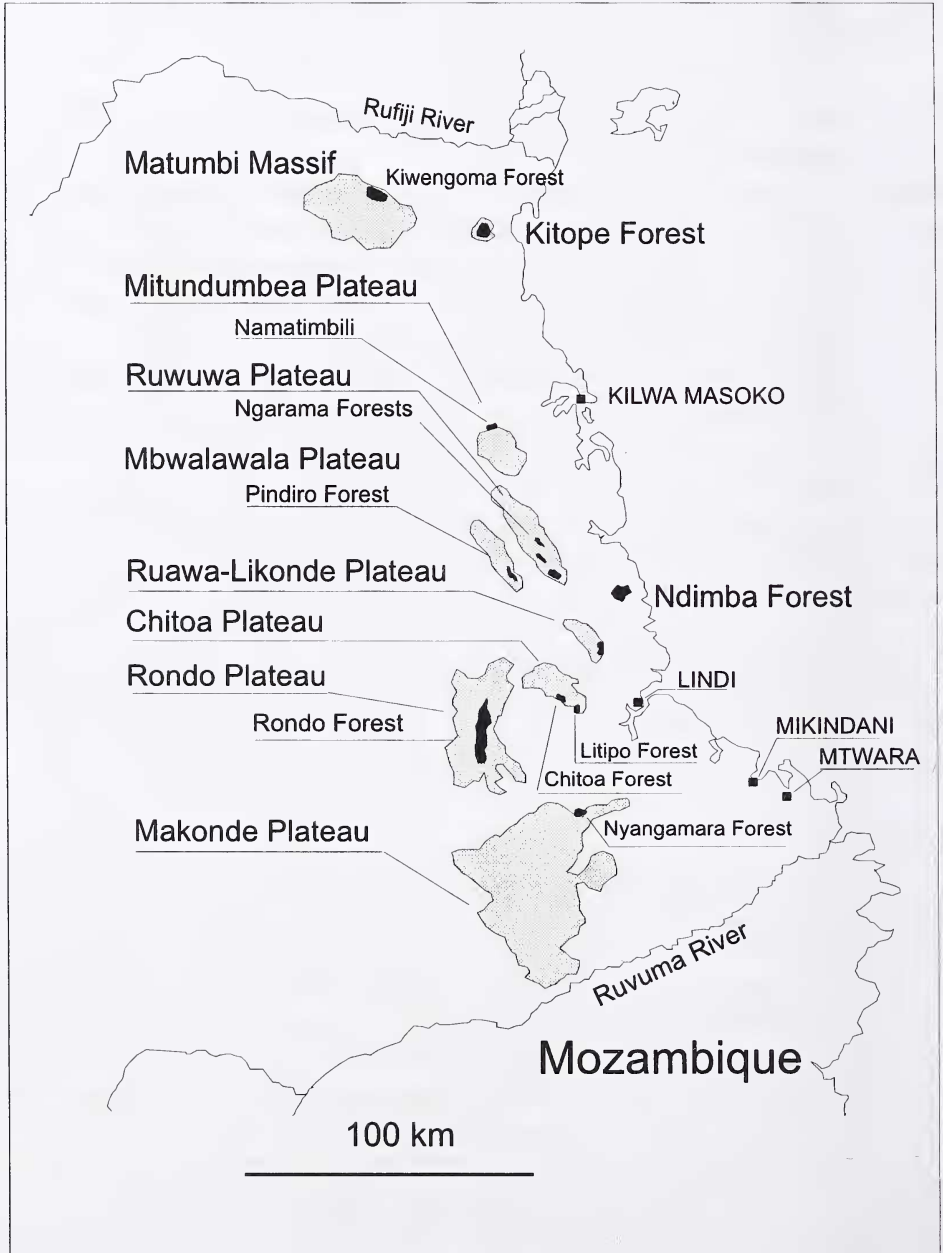 Rufiji River
Matumbi Massif
Kiwengoma Forest
Kitope Forest
Mitundumbea Plateau
Namatimbili
Ruwuwa Plateau
KILWA MASOKO
Ngarama Forests
Mbwalawala Plateau
Pindiro Forest
Ruawa-Likonde Plateau
Ndimba Forest
Chitoa Plateau
Rondo Plateau
LINDI
Rondo Forest
MIKINDANI
Litipo Forest
MTWARA
Chitoa Forest
Makonde Plateau
Nyangamara Forest
Ruvuma River
Mozambique
100 km